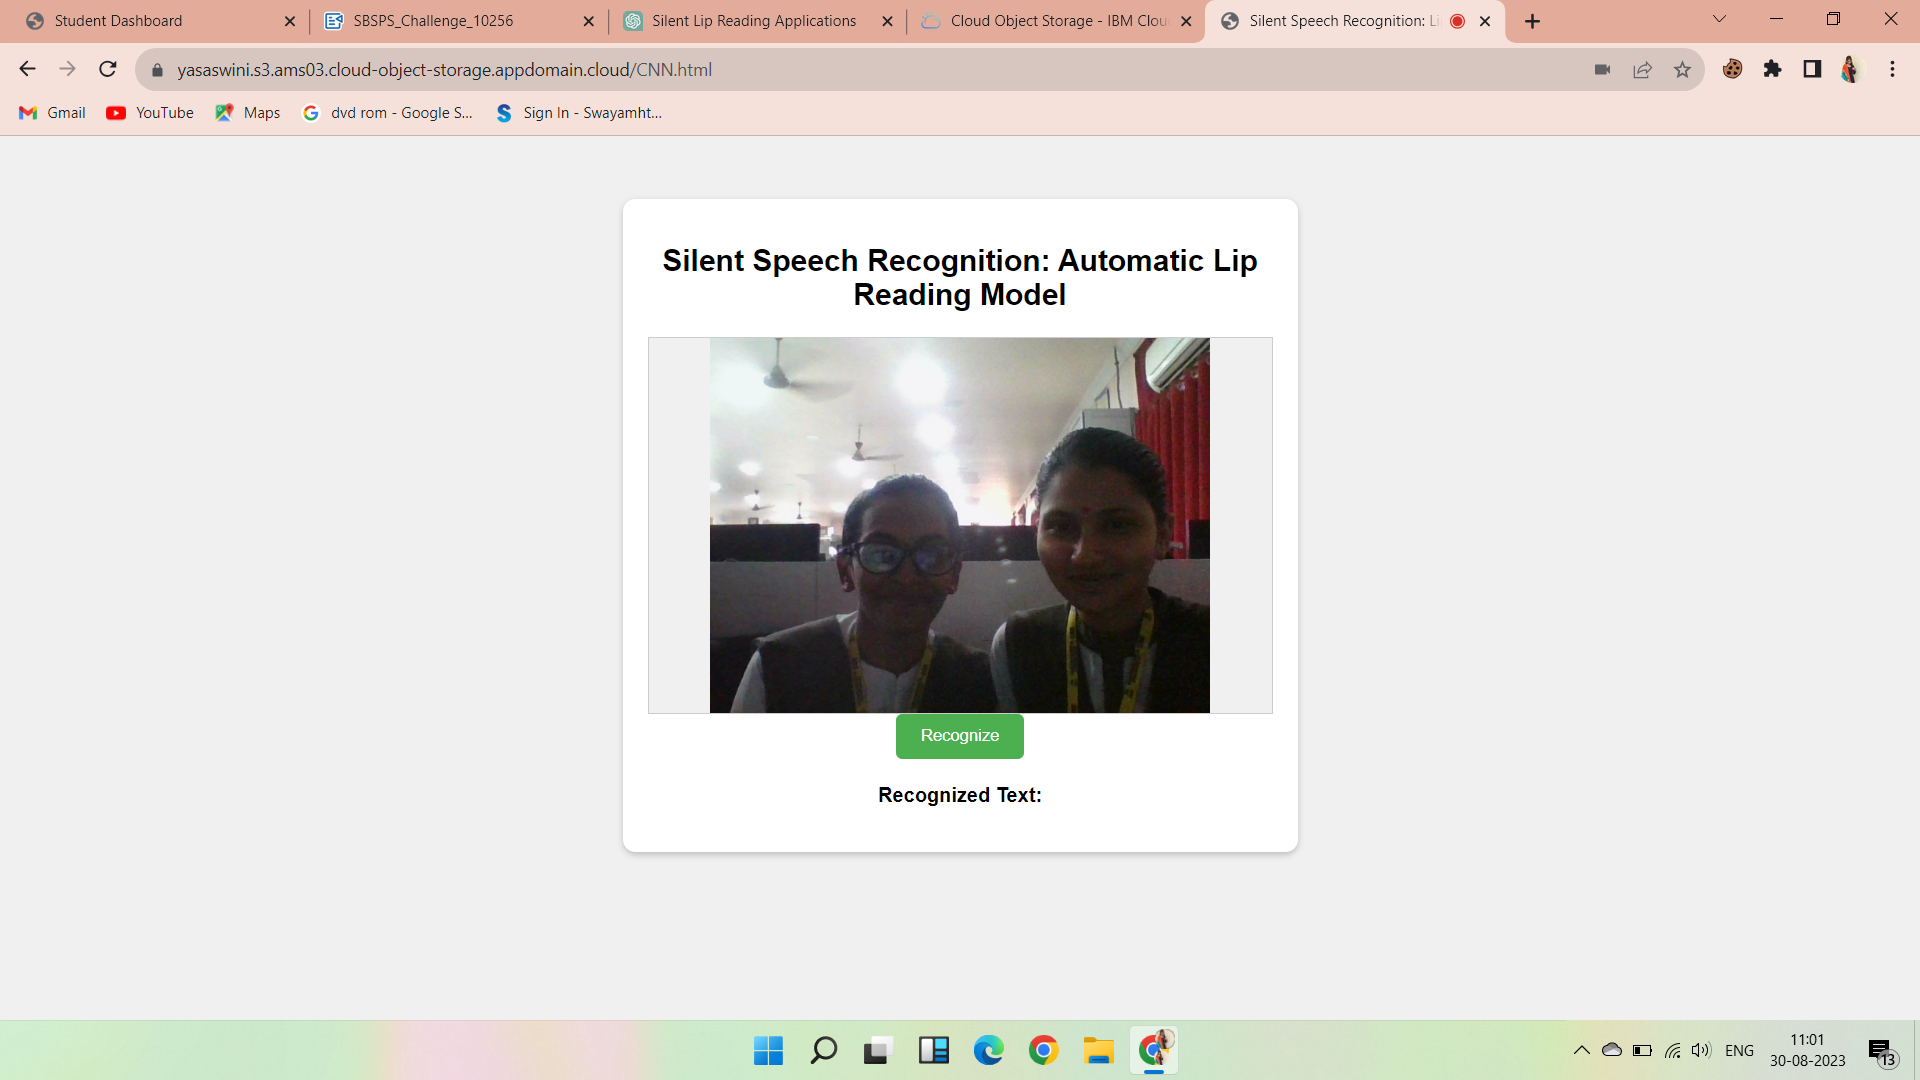 Student Dashboard
SBSPS_Challenge_10256
Silent Lip Reading Applications
Cloud Object Storage - IBM Clou
Silent Speech Recognition: Li
yasaswini.s3.ams03.cloud-object-storage.appdomain.cloud/CNN.html
Gmail
YouTube
Maps
dvd rom - Google S...
Sign In - Swayamht...
Silent Speech Recognition: Automatic Lip
Reading Model
Recognize
Recognized Text:
ENG
11:01
30-08-2023
13